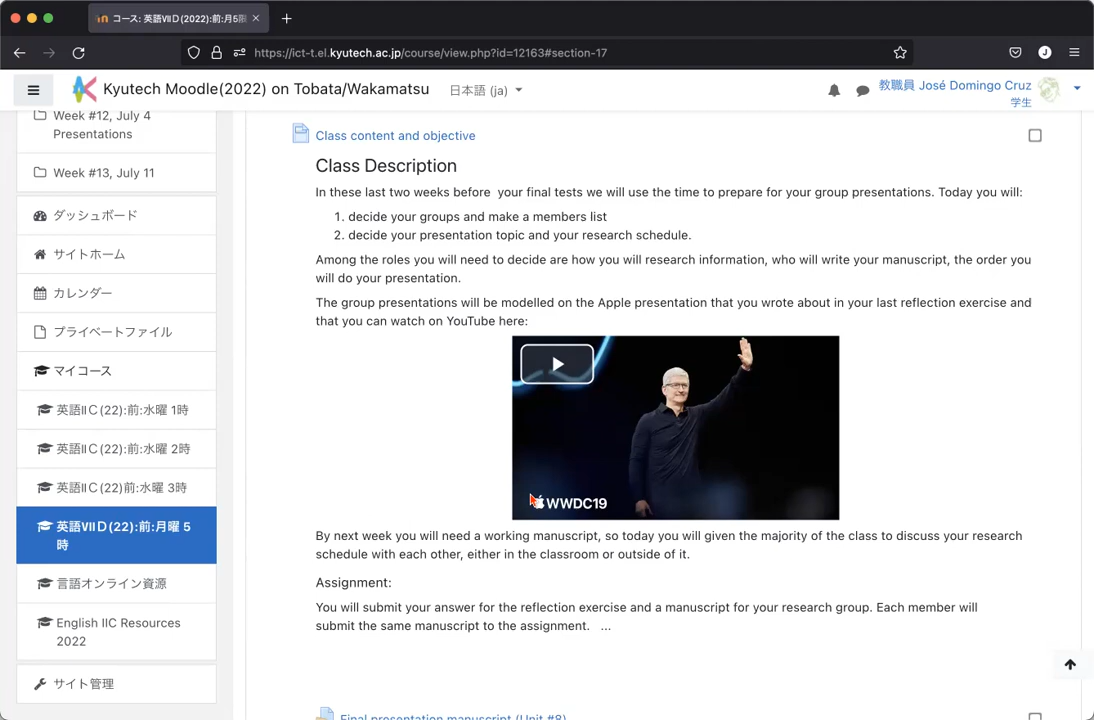 コース: 英語VIID(2022):前:月5限
https://ict-t.el.kyutech.ac.jp/course/view.php?id=12163#section-17
J
Kyutech Moodle(2022) on Tobata/Wakamatsu
日本語 (ja)
教職員 José Domingo Cruz
学生
Week #12, July 4
Presentations
Week #13, July 11
ダッシュボード
サイトホーム
カレンダー
プライベートファイル
マイコース
英語IIC(22):前:水曜 1時
英語IIC(22):前:水曜 2時
英語IIC(22)前:水曜 3時
英語VIID(22):前:月曜 5
時
言語オンライン資源
English IIC Resources
2022
サイト管理
Class content and objective
Class Description
In these last two weeks before  your final tests we will use the time to prepare for your group presentations. Today you will:
1. decide your groups and make a members list
2. decide your presentation topic and your research schedule.
Among the roles you will need to decide are how you will research information, who will write your manuscript, the order you
will do your presentation.
The group presentations will be modelled on the Apple presentation that you wrote about in your last reflection exercise and
that you can watch on YouTube here:
WWDC19
By next week you will need a working manuscript, so today you will given the majority of the class to discuss your research
schedule with each other, either in the classroom or outside of it.
Assignment:
You will submit your answer for the reflection exercise and a manuscript for your research group. Each member will
submit the same manuscript to the assignment.   ...
Final presentation manuscript (Unit #8)